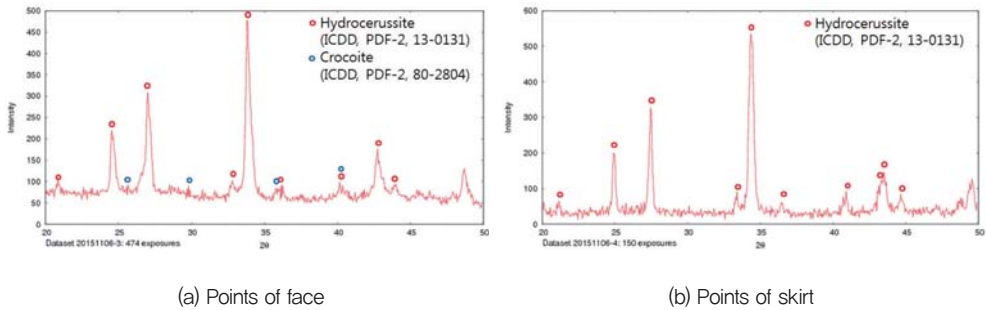 500
450
400
350
300
250
200
150
100
50
0
Intensity
Hydrocerussite
(ICDD, PDF-2, 13-0131)
Crocoite
(ICDD, PDF-2, 80-2804)
20 25 30 35 40 45 50
2θ
Dataset 20151106-3: 474 exposures
(a) Points of face
600
500
400
300
200
100
0
Intensity
Hydrocerussite
(ICDD, PDF-2, 13-0131)
20 25 30 35 40 45 50
2θ
Dataset 20151106-4: 150 exposures
(b) Points of skirt